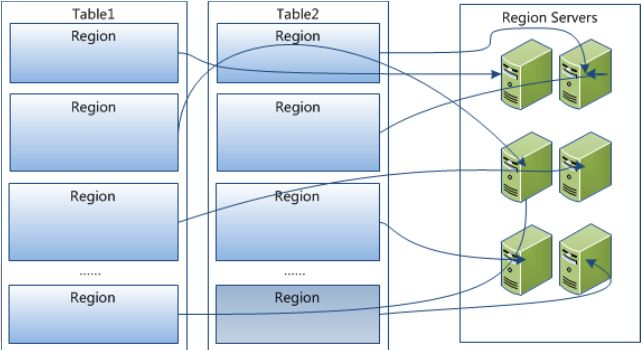 Table1
Region
Region
Region
......
Region
Table2
Region
Region
Region
......
Region
Region Servers